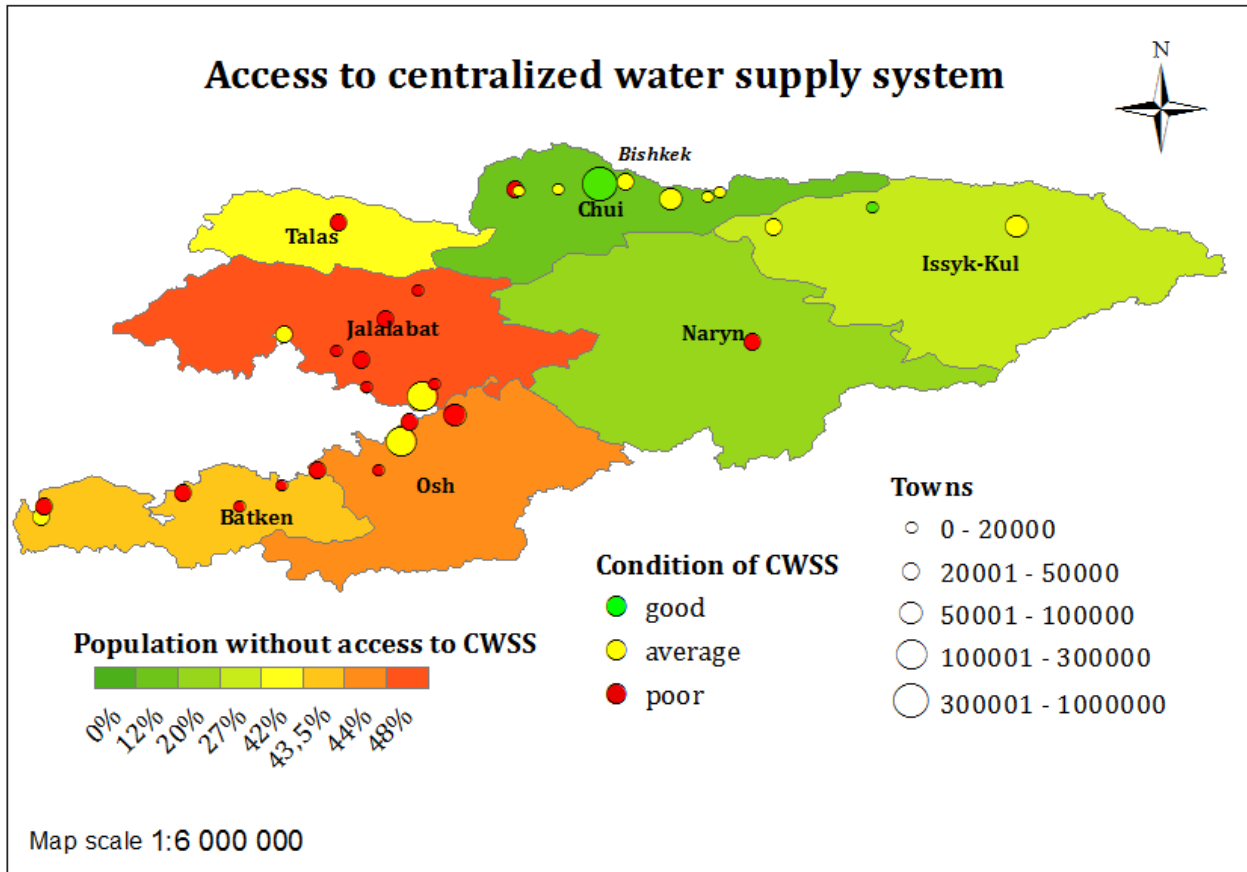 Access to centralized water supply system
N
Bishkek
Chui
Talas
Issyk-Kul
Jalalabat
Naryn
Osh
Batken
Population without access to CWSS
0%
12%
20%
27%
42%
43,5%
44%
48%
Condition of CWSS
good
average
poor
Towns
0 - 20000
20001 - 50000
50001 - 100000
100001 - 300000
300001 - 1000000
Map scale 1:6 000 000